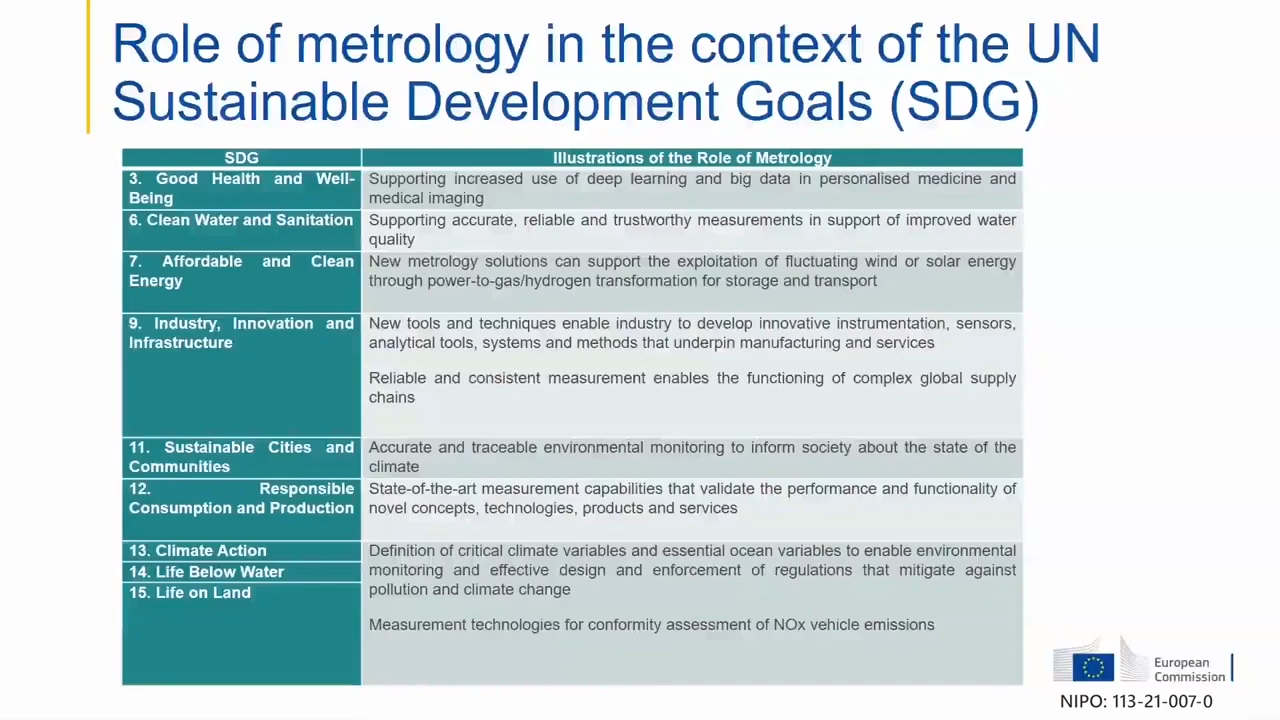 Role of metrology in the context of the UN
Sustainable Development Goals (SDG)
SDG
Illustrations of the Role of Metrology
3. Good Health and Well-
Being
Supporting increased use of deep learning and big data in personalised medicine and
medical imaging
6. Clean Water and Sanitation
Supporting accurate, reliable and trustworthy measurements in support of improved water
quality
7. Affordable and Clean
Energy
New metrology solutions can support the exploitation of fluctuating wind or solar energy
through power-to-gas/hydrogen transformation for storage and transport
9. Industry, Innovation and
Infrastructure
New tools and techniques enable industry to develop innovative instrumentation, sensors,
analytical tools, systems and methods that underpin manufacturing and services
Reliable and consistent measurement enables the functioning of complex global supply
chains
11. Sustainable Cities and
Communities
Accurate and traceable environmental monitoring to inform society about the state of the
climate
12. Responsible
Consumption and Production
State-of-the-art measurement capabilities that validate the performance and functionality of
novel concepts, technologies, products and services
13. Climate Action
14. Life Below Water
15. Life on Land
Definition of critical climate variables and essential ocean variables to enable environmental
monitoring and effective design and enforcement of regulations that mitigate against
pollution and climate change
Measurement technologies for conformity assessment of NOx vehicle emissions
European
Commission
NIPO: 113-21-007-0